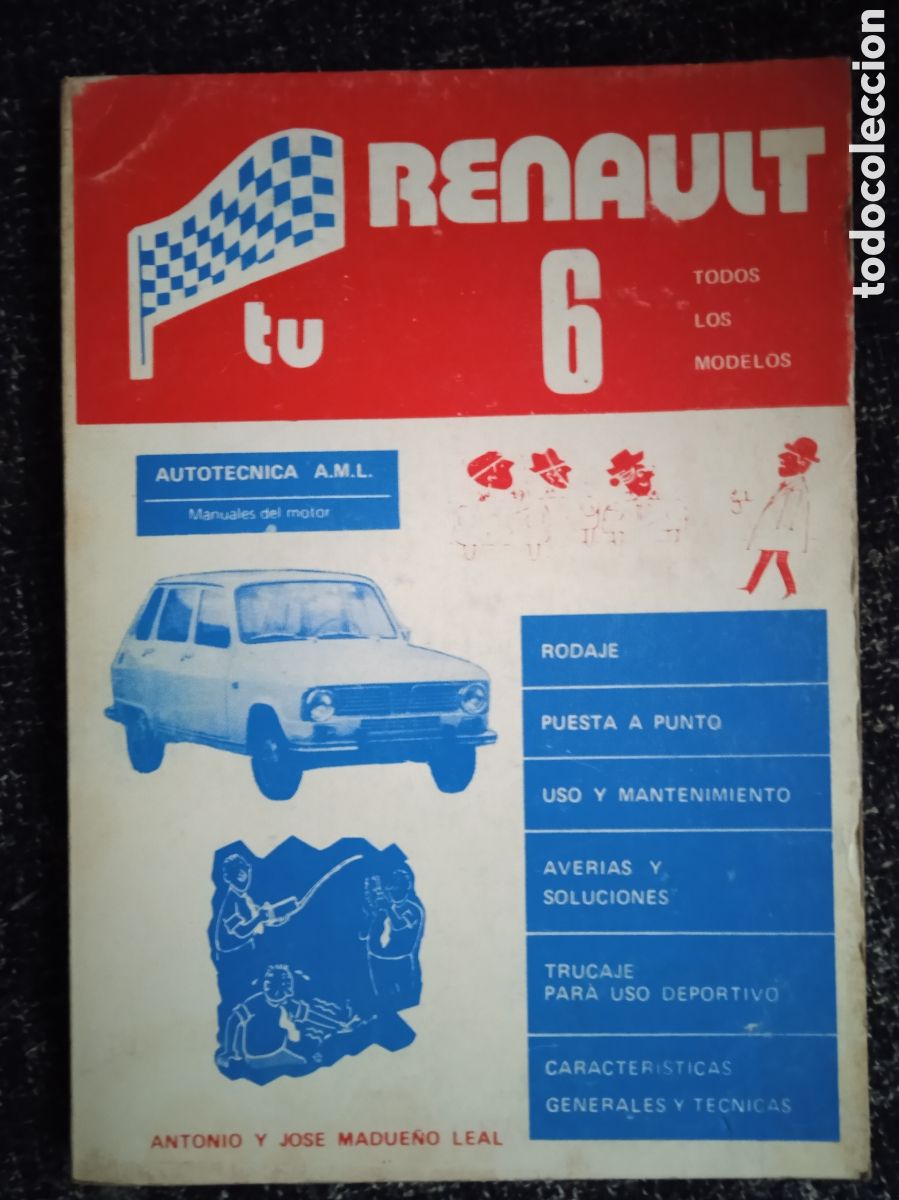 todocoleccion
RENAULT
tu
6
TODOS
LOS
MODELOS
AUTOTECNICA A.M.L.
Manuales del motor
RODAJE
PUESTA A PUNTO
USO Y MANTENIMIENTO
AVERIAS Y
SOLUCIONES
TRUCAJE
PARA USO DEPORTIVO
CARACTERISTICAS
GENERALES Y TECNICAS
ANTONIO Y JOSE MADUEÑO LEAL